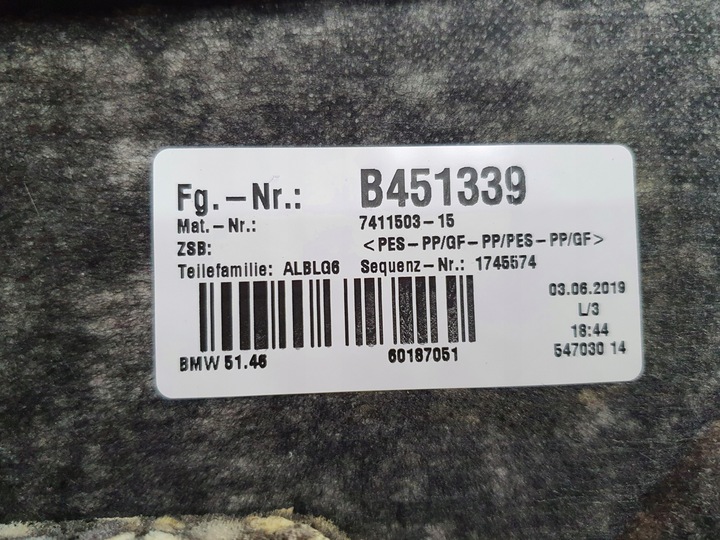 Fg.-Nr.: B451339
Mat.-Nr.: 7411503-15
ZSB: <PES-PP/GF-PP/PES-PP/GF>
Teilefamilie: ALBLG6 Sequenz-Nr.: 1745574
03.06.2019
L/3
18:44
BMW 51.46 60187051 547030 14